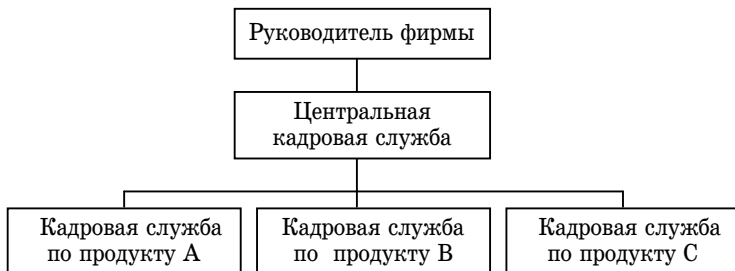 Руководитель фирмы
Центральная
кадровая служба
Кадровая служба
по продукту А
Кадровая служба
по продукту В
Кадровая служба
по продукту С